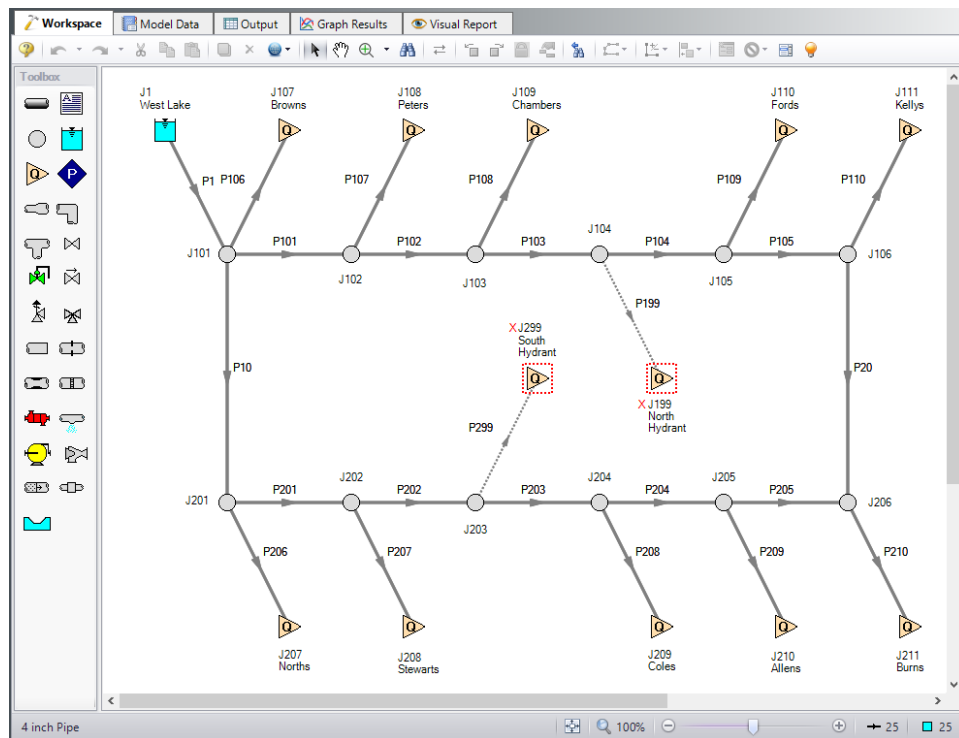 Workspace
Model Data
Output
Graph Results
Visual Report
Toolbox
J1
West Lake
J107
Browns
J108
Peters
J109
Chambers
J110
Fords
J111
Kellys
Q
Q
Q
Q
Q
P1
P106
P107
P108
P109
P110
J101
P101
J102
P102
J103
P103
J104
P104
J105
P105
J106
P199
X J299
South
Hydrant
Q
Q
X J199
North
Hydrant
P10
P20
P299
J201
P201
J202
P202
J203
P203
J204
P204
J205
P205
J206
P206
P207
P208
P209
P210
Q
Q
Q
Q
Q
J207
Norths
J208
Stewarts
J209
Coles
J210
Allens
J211
Burns
Q
P
4 inch Pipe
100%
25
25